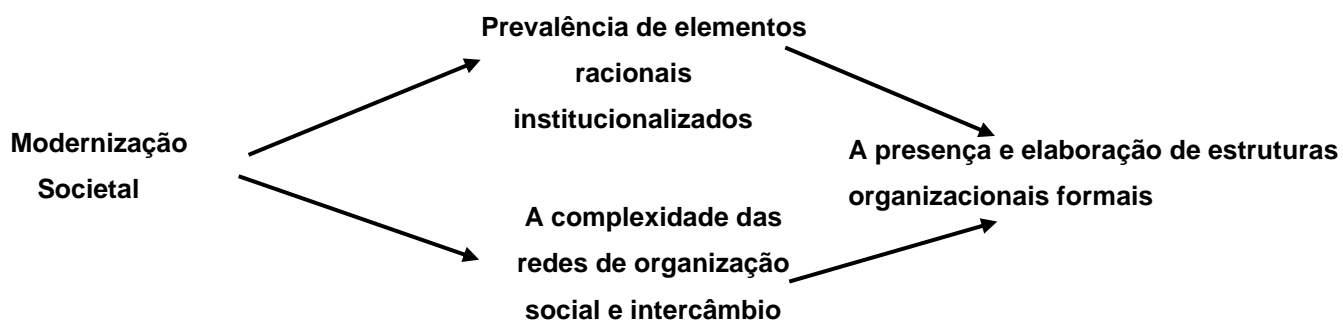 Modernização
Societal
Prevalência de elementos
racionais
institucionalizados
A complexidade das
redes de organização
social e intercâmbio
A presença e elaboração de estruturas
organizacionais formais